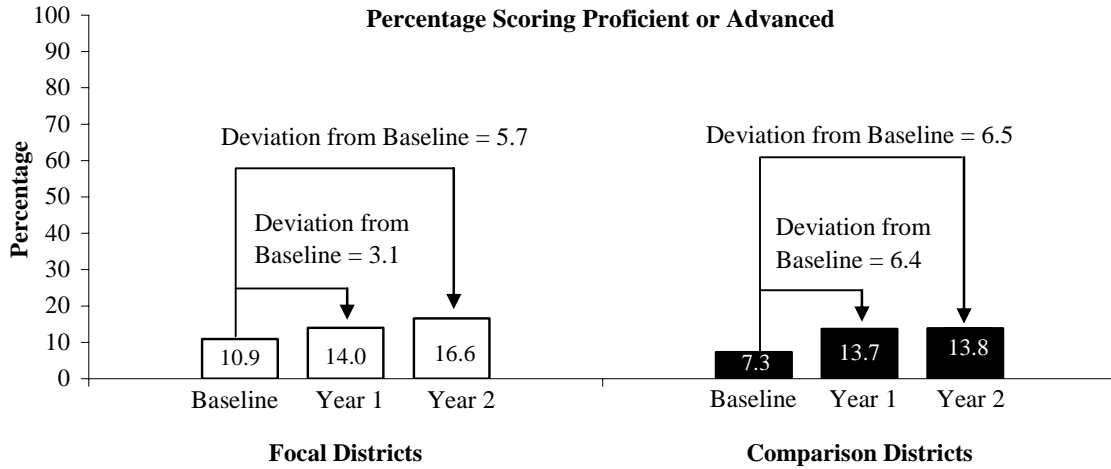 Percentage Scoring Proficient or Advanced
Percentage
100
90
80
70
60
50
40
30
20
10
0
Deviation from Baseline = 5.7
Deviation from
Baseline = 3.1
10.9
14.0
16.6
Baseline
Year 1
Year 2
Focal Districts
Deviation from Baseline = 6.5
Deviation from
Baseline = 6.4
7.3
13.7
13.8
Baseline
Year 1
Year 2
Comparison Districts